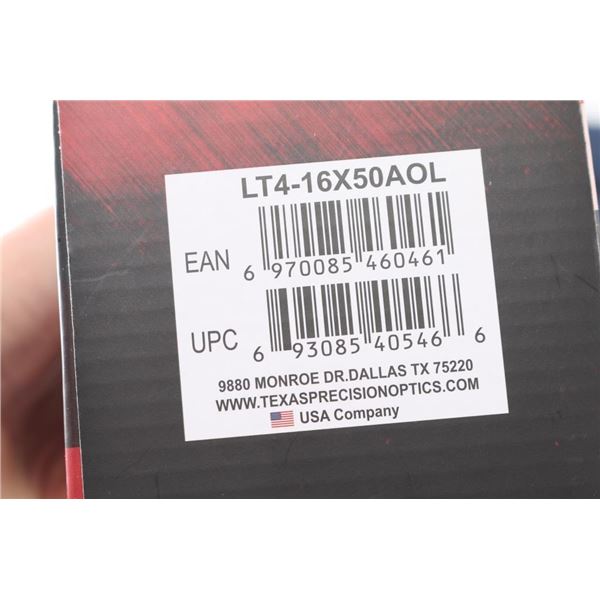 LT4-16X50AOL
EAN
6 970085 460461
UPC
6 93085 40546 6
9880 MONROE DR.DALLAS TX 75220
WWW.TEXASPRECISIONOPTICS.COM
USA Company